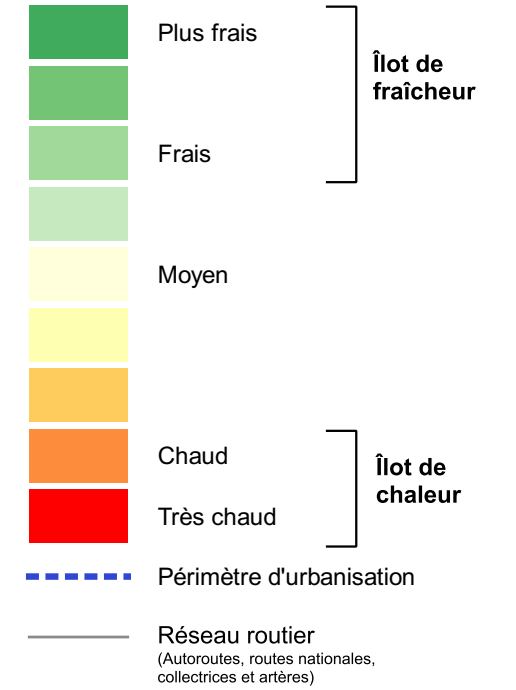 Plus frais
Îlot de
fraîcheur
Frais
Moyen
Chaud
Îlot de
chaleur
Très chaud
Périmètre d'urbanisation
Réseau routier
(Autoroutes, routes nationales,
collectrices et artères)